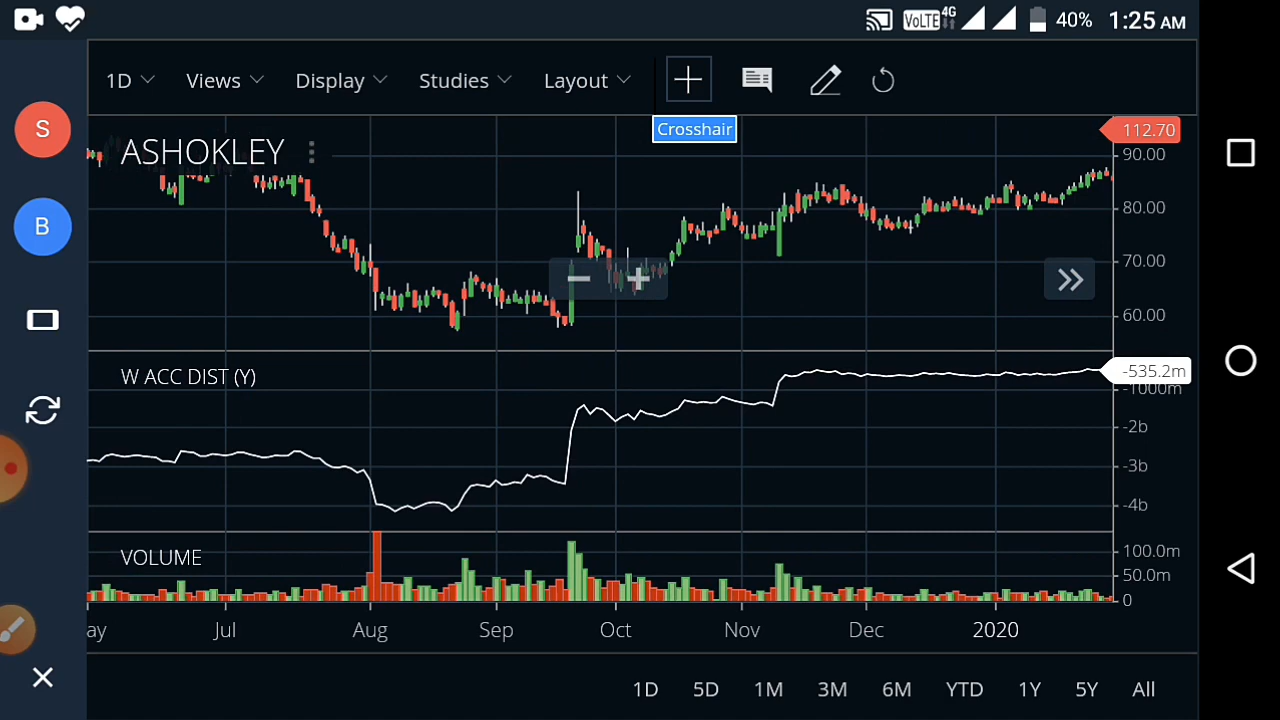 VoLTE 4G 40% 1:25 AM
1D Views Display Studies Layout
Crosshair
S
B
ASHOKLEY
112.70
90.00
80.00
70.00
60.00
W ACC DIST (Y)
-535.2m
-1000m
-2b
-3b
-4b
VOLUME
100.0m
50.0m
0
ay Jul Aug Sep Oct Nov Dec 2020
1D 5D 1M 3M 6M YTD 1Y 5Y All